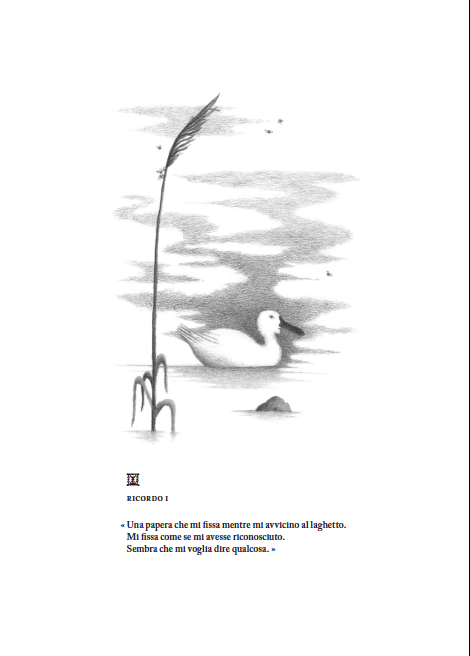 RICORDO I
« Una papera che mi fissa mentre mi avvicino al laghetto.
Mi fissa come se mi avesse riconosciuto.
Sembra che mi voglia dire qualcosa. »